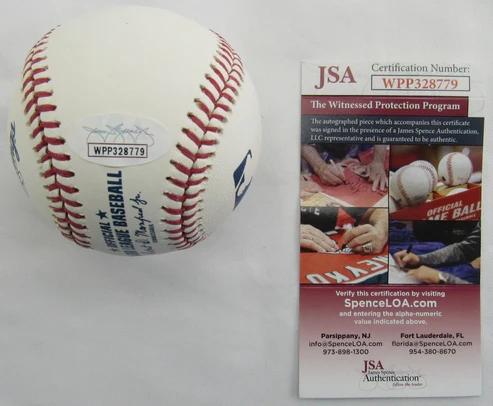 WPP328779
OFFICIAL
LEAGUE BASEBALL
JSA
Certification Number:
WPP328779
The Witnessed Protection Program
The autographed piece which accompanies this certificate
was signed in the presence of a James Spence Authentication,
LLC. representative and is guaranteed to be authentic.
OFFICIAL
ME BALL
Verify this certification by visiting
SpenceLOA.com
and entering the alpha-numeric
value indicated above.
Parsippany, NJ
info@SpenceLOA.com
973-898-1300
Fort Lauderdale, FL
florida@SpenceLOA.com
954-380-8670
JSA
James Spence
Authentication